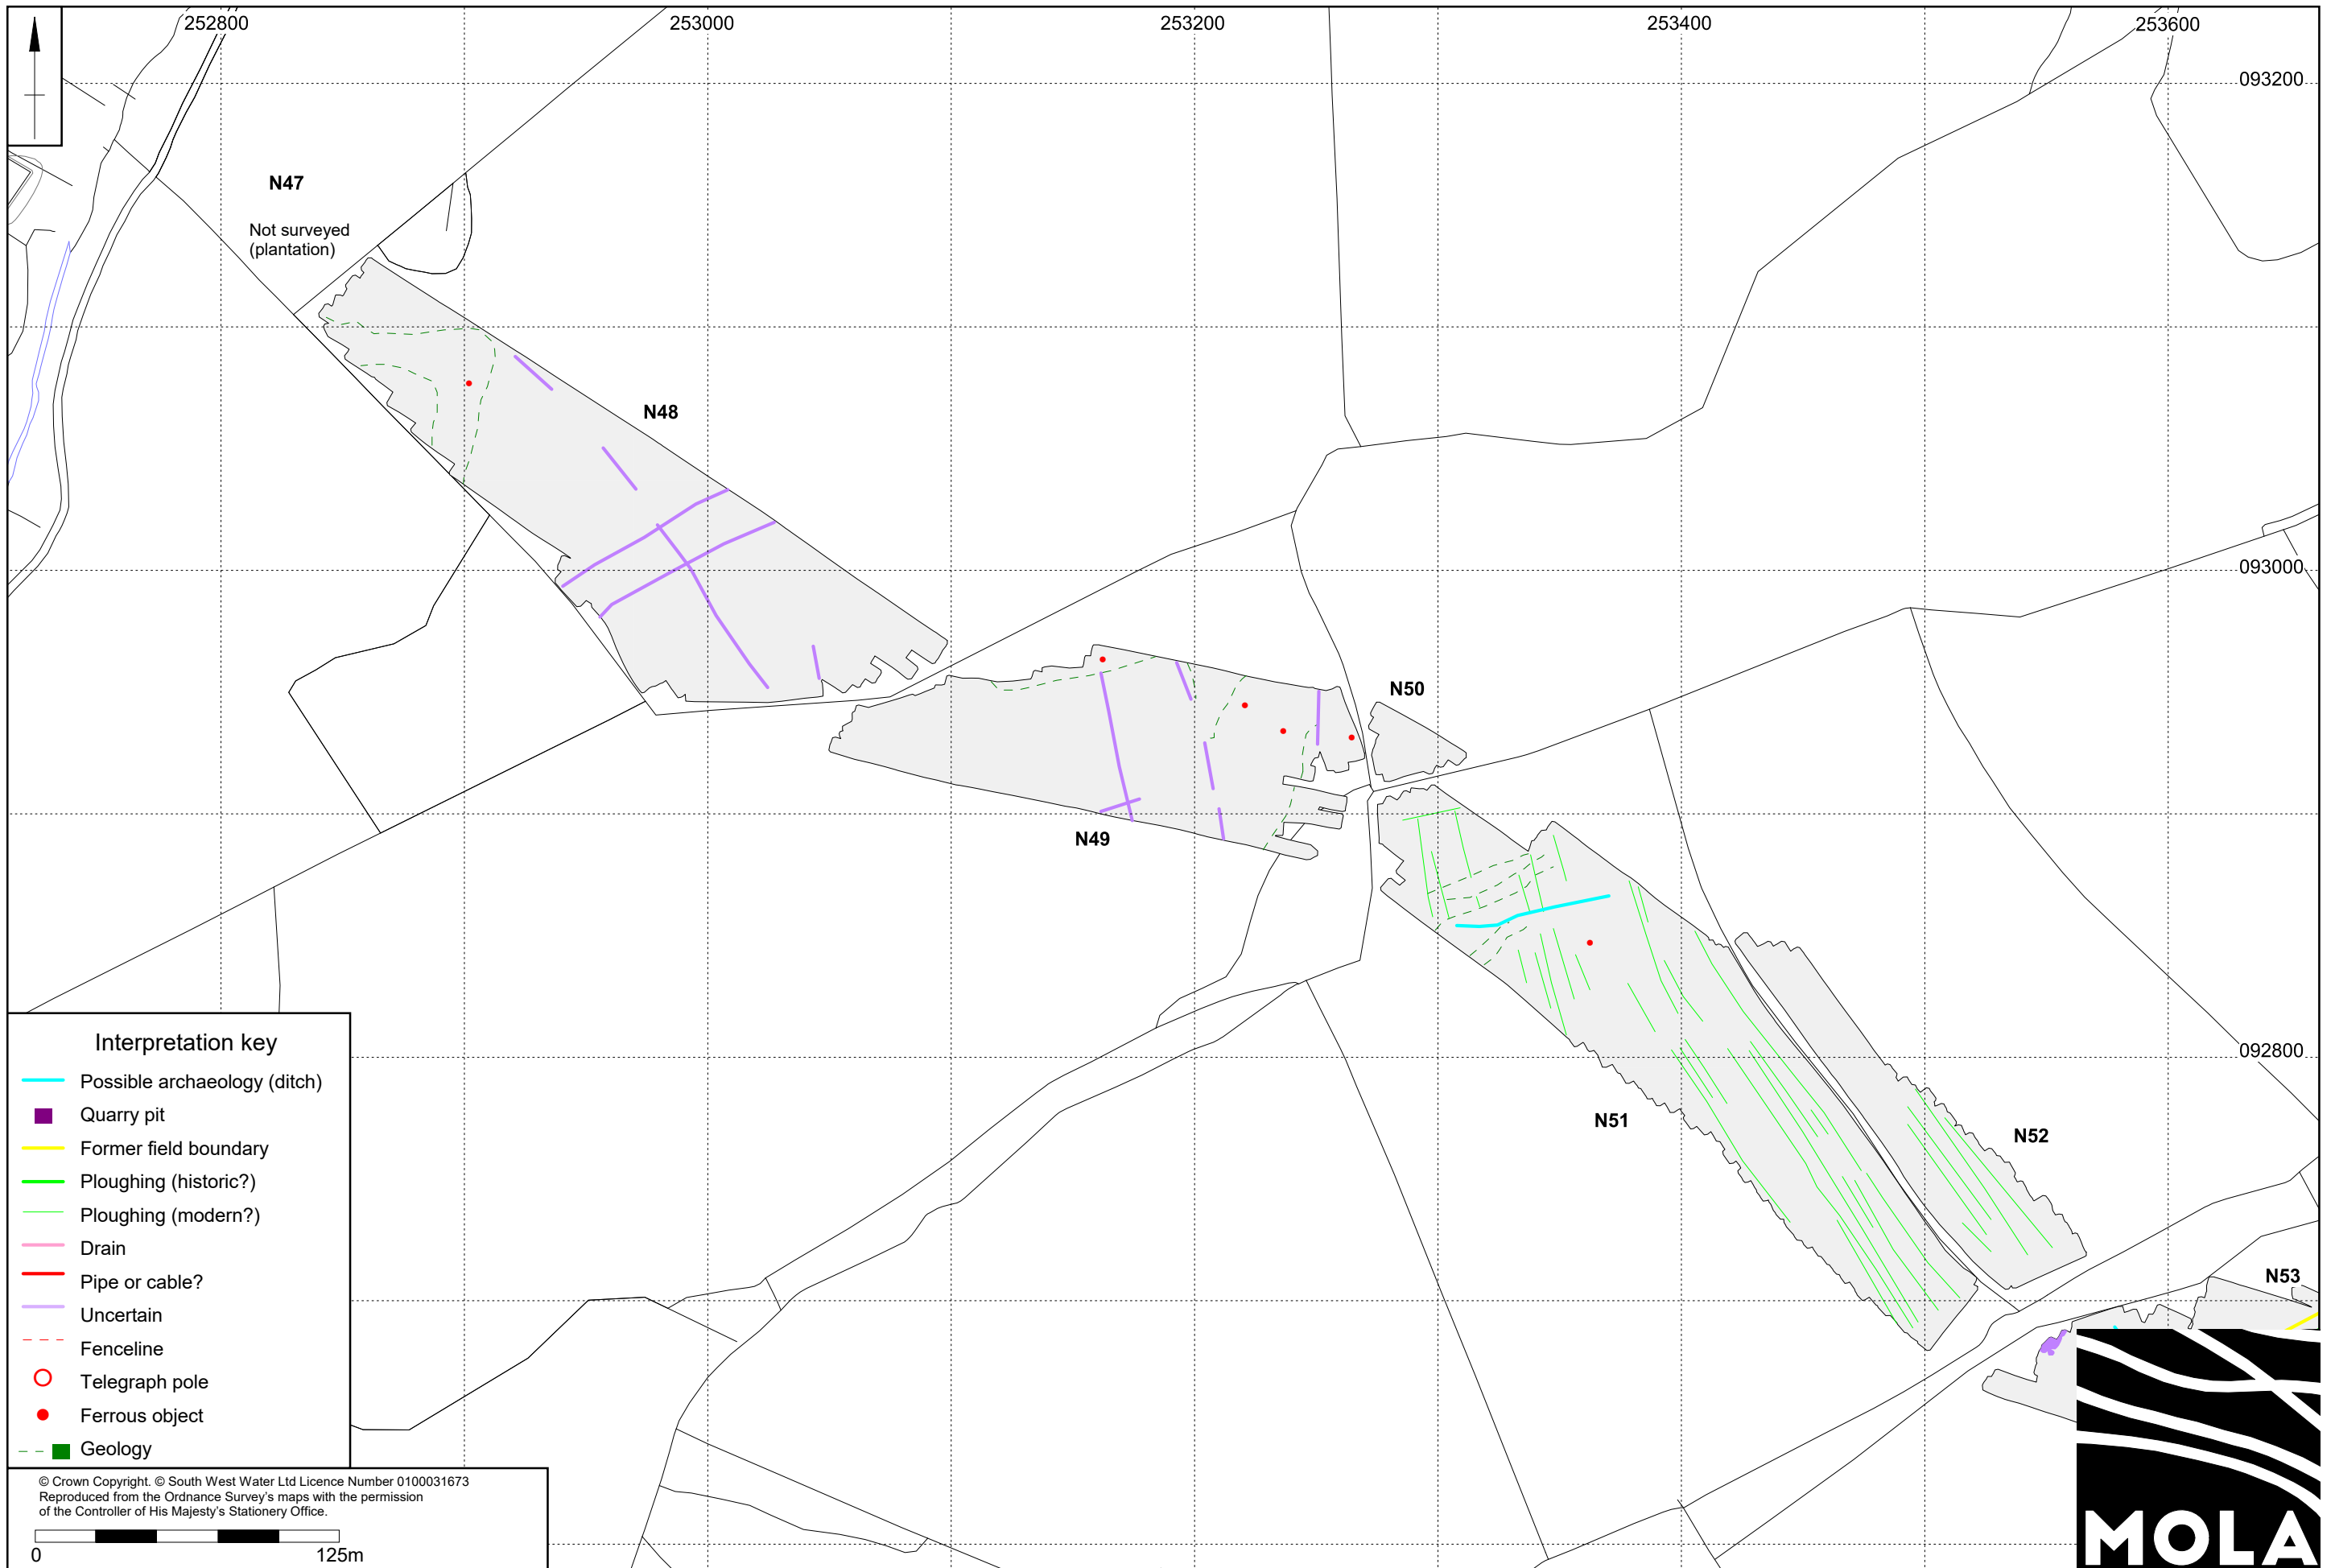 252800
253000
253200
253400
253600
093200
N47
Not surveyed
(plantation)
N48
093000
N50
N49
092800
N51
N52
N53
Interpretation key
Possible archaeology (ditch)
Quarry pit
Former field boundary
Ploughing (historic?)
Ploughing (modern?)
Drain
Pipe or cable?
Uncertain
Fenceline
Telegraph pole
Ferrous object
Geology
© Crown Copyright. © South West Water Ltd Licence Number 0100031673
Reproduced from the Ordnance Survey's maps with the permission
of the Controller of His Majesty's Stationery Office.
0 125m
MOLA